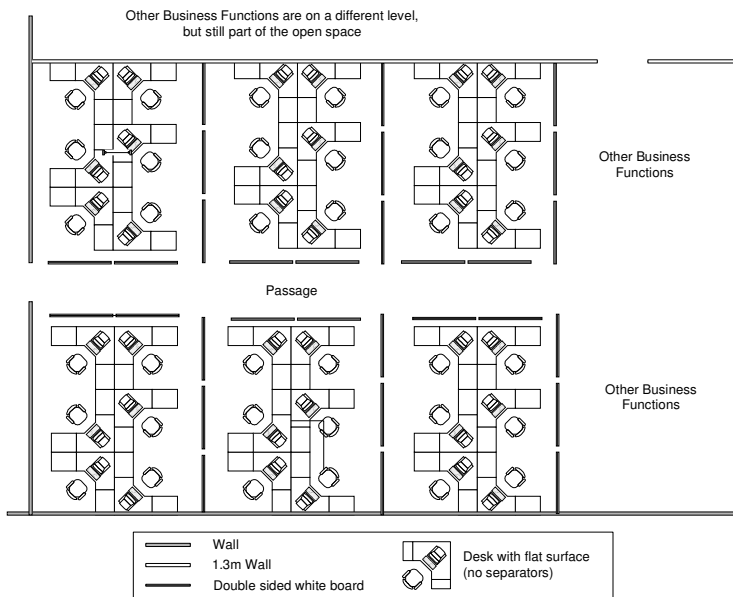 Other Business Functions are on a different level,
but still part of the open space
Other Business
Functions
Passage
Other Business
Functions
Wall
1.3m Wall
Double sided white board
Desk with flat surface
(no separators)